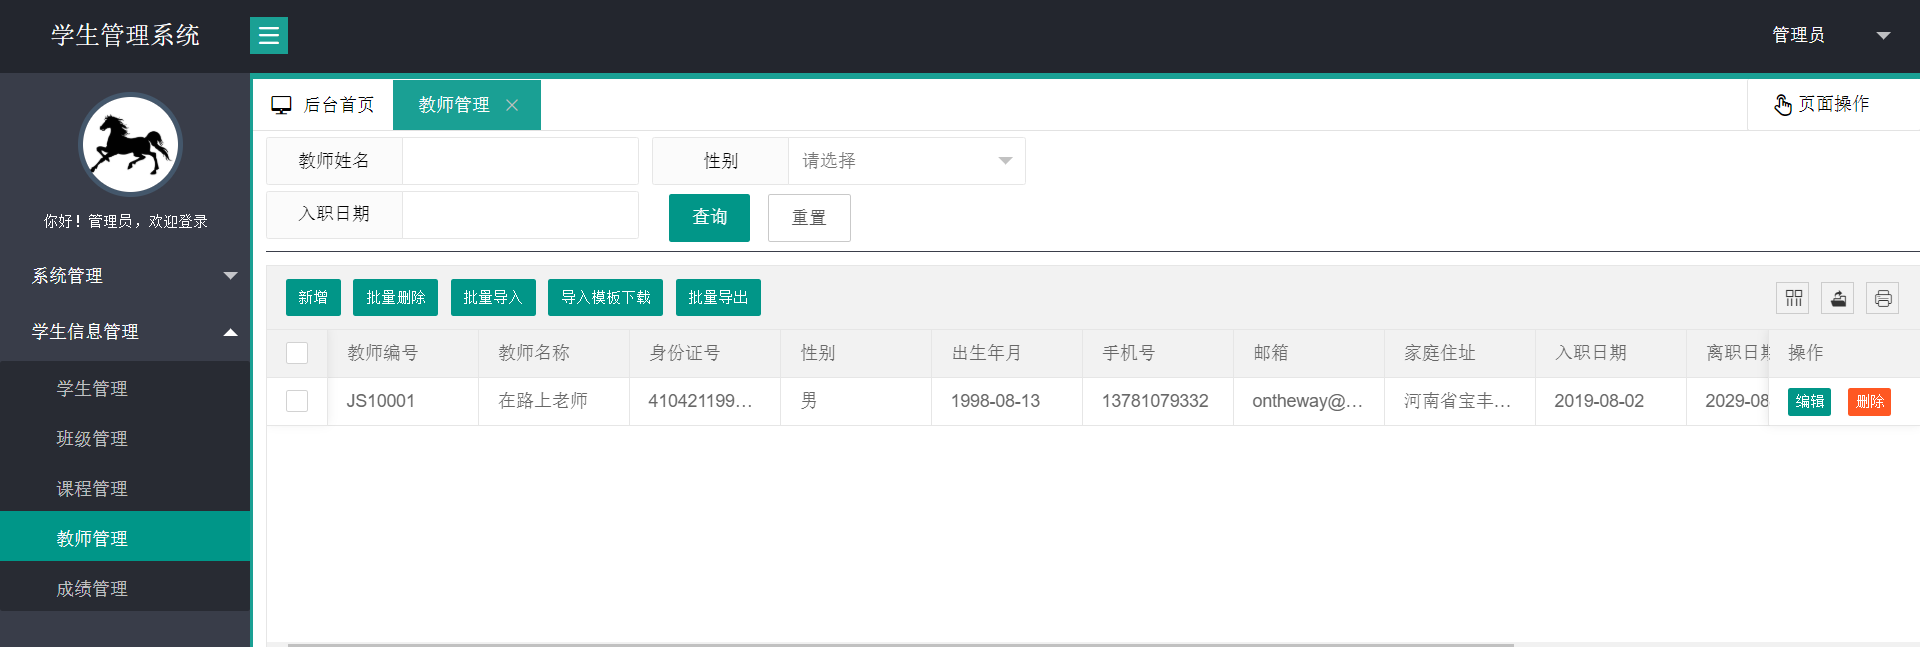 学生管理系统
管理员
你好！管理员，欢迎登录
系统管理
学生信息管理
学生管理
班级管理
课程管理
教师管理
成绩管理
后台首页
教师管理
页面操作
教师姓名
性别
请选择
入职日期
查询
重置
新增
批量删除
批量导入
导入模板下载
批量导出
教师编号 教师名称 身份证号 性别 出生年月 手机号 邮箱 家庭住址 入职日期 离职日期 操作
JS10001 在路上老师 410421199... 男 1998-08-13 13781079332 ontheway@... 河南省宝丰... 2019-08-02 2029-08 编辑 删除